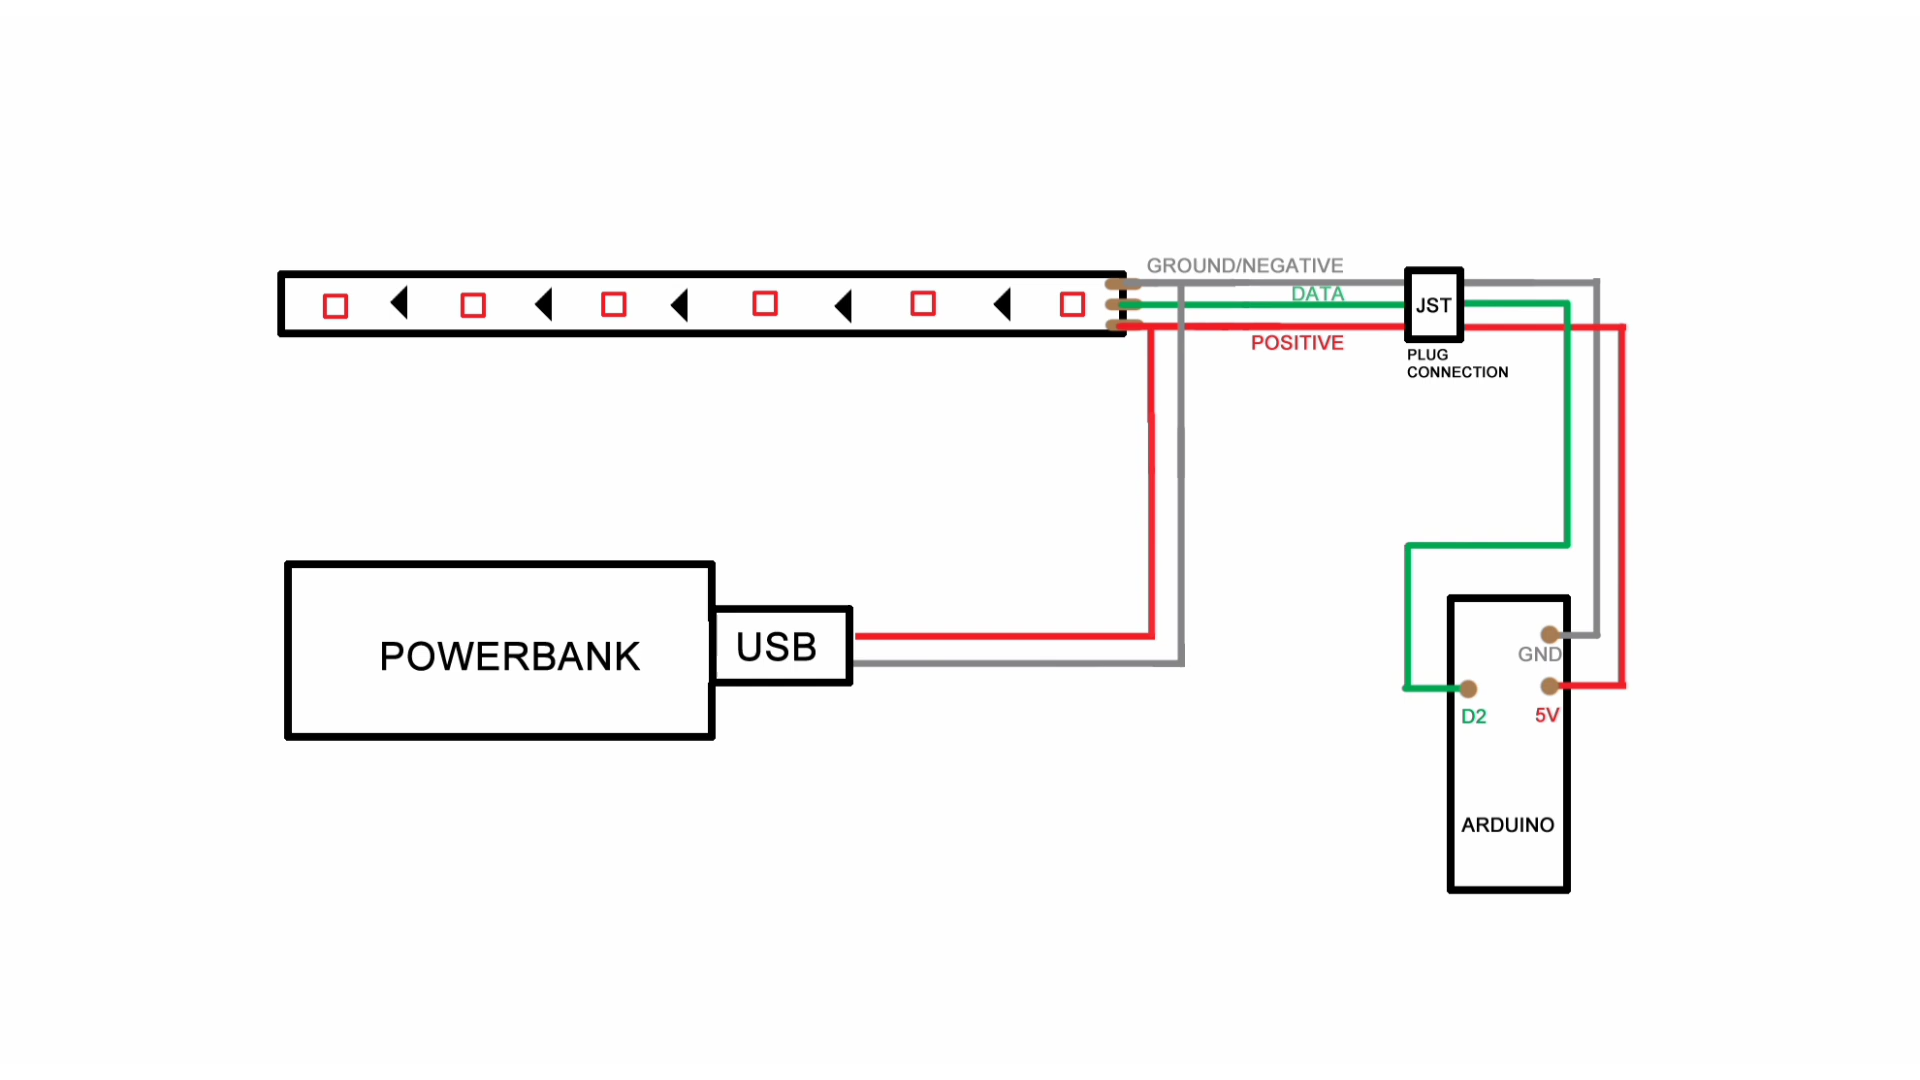 GROUND/NEGATIVE
DATA
JST
POSITIVE
PLUG
CONNECTION
POWERBANK
USB
GND
D2
5V
ARDUINO